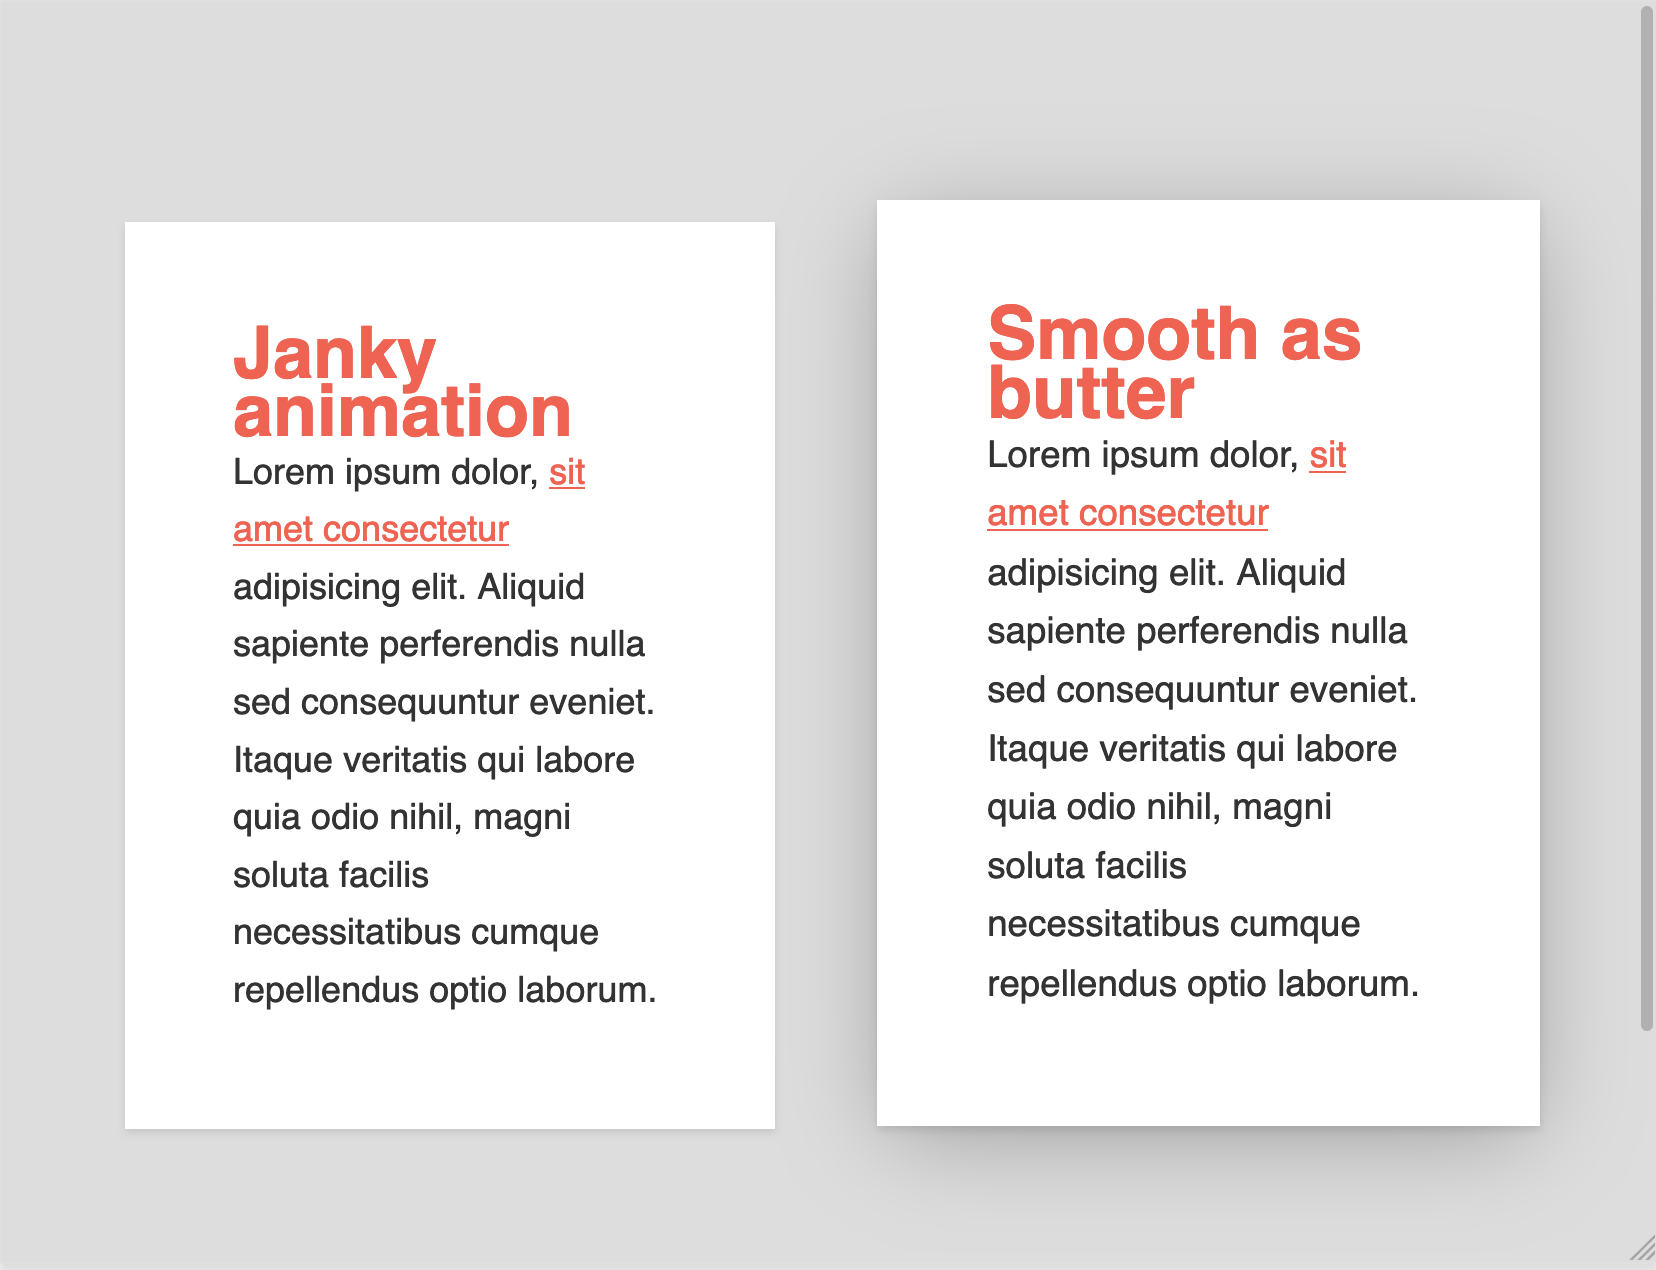 Janky
animation
Lorem ipsum dolor, sit
amet consectetur
adipisicing elit. Aliquid
sapiente perferendis nulla
sed consequuntur eveniet.
Itaque veritatis qui labore
quia odio nihil, magni
soluta facilis
necessitatibus cumque
repellendus optio laborum.
Smooth as
butter
Lorem ipsum dolor, sit
amet consectetur
adipisicing elit. Aliquid
sapiente perferendis nulla
sed consequuntur eveniet.
Itaque veritatis qui labore
quia odio nihil, magni
soluta facilis
necessitatibus cumque
repellendus optio laborum.